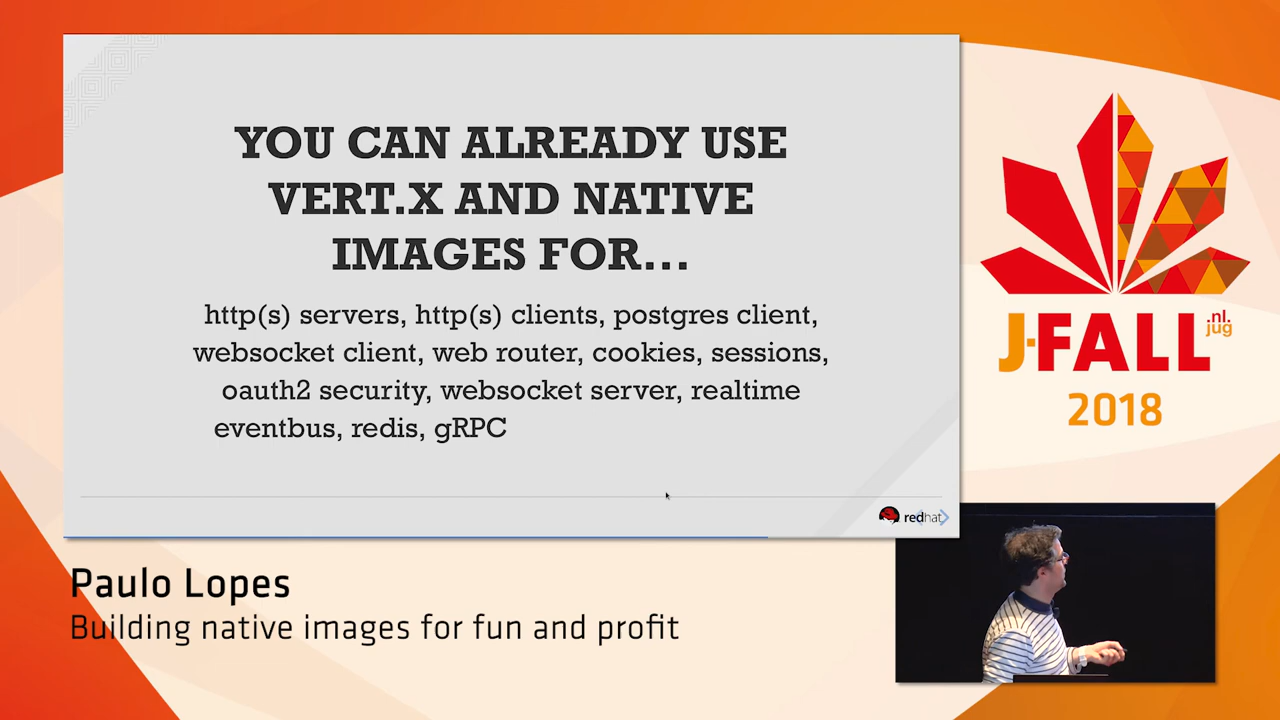 YOU CAN ALREADY USE
VERT.X AND NATIVE
IMAGES FOR...
http(s) servers, http(s) clients, postgres client,
websocket client, web router, cookies, sessions,
oauth2 security, websocket server, realtime
eventbus, redis, gRPC
redhat
J·FALL
nl.
jug
2018
Paulo Lopes
Building native images for fun and profit